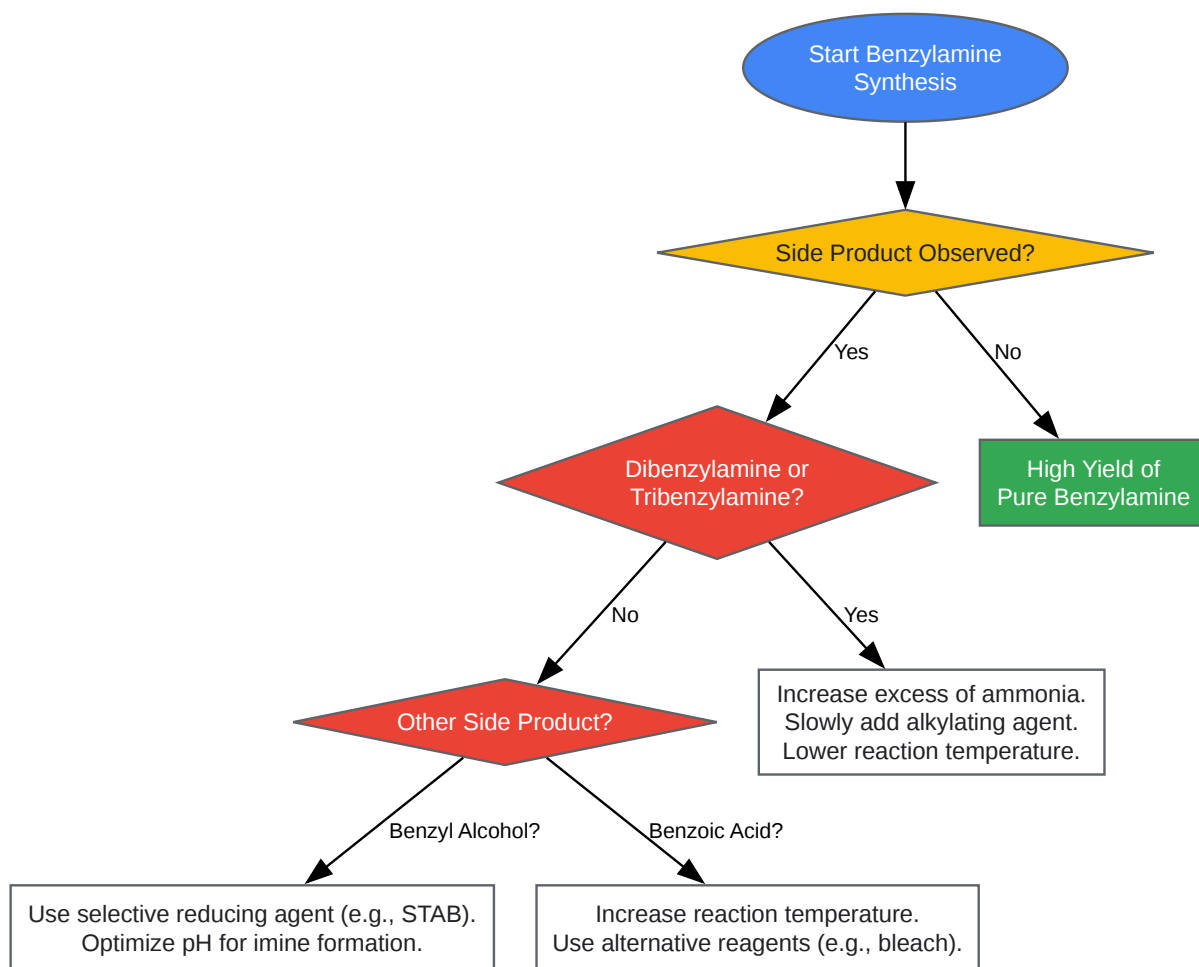 Start Benzylamine
Synthesis
Side Product Observed?
Yes
No
Dibenzylamine or
Tribenzylamine?
High Yield of
Pure Benzylamine
No
Yes
Other Side Product?
Increase excess of ammonia.
Slowly add alkylating agent.
Lower reaction temperature.
Benzyl Alcohol?
Benzoic Acid?
Use selective reducing agent (e.g., STAB).
Optimize pH for imine formation.
Increase reaction temperature.
Use alternative reagents (e.g., bleach).